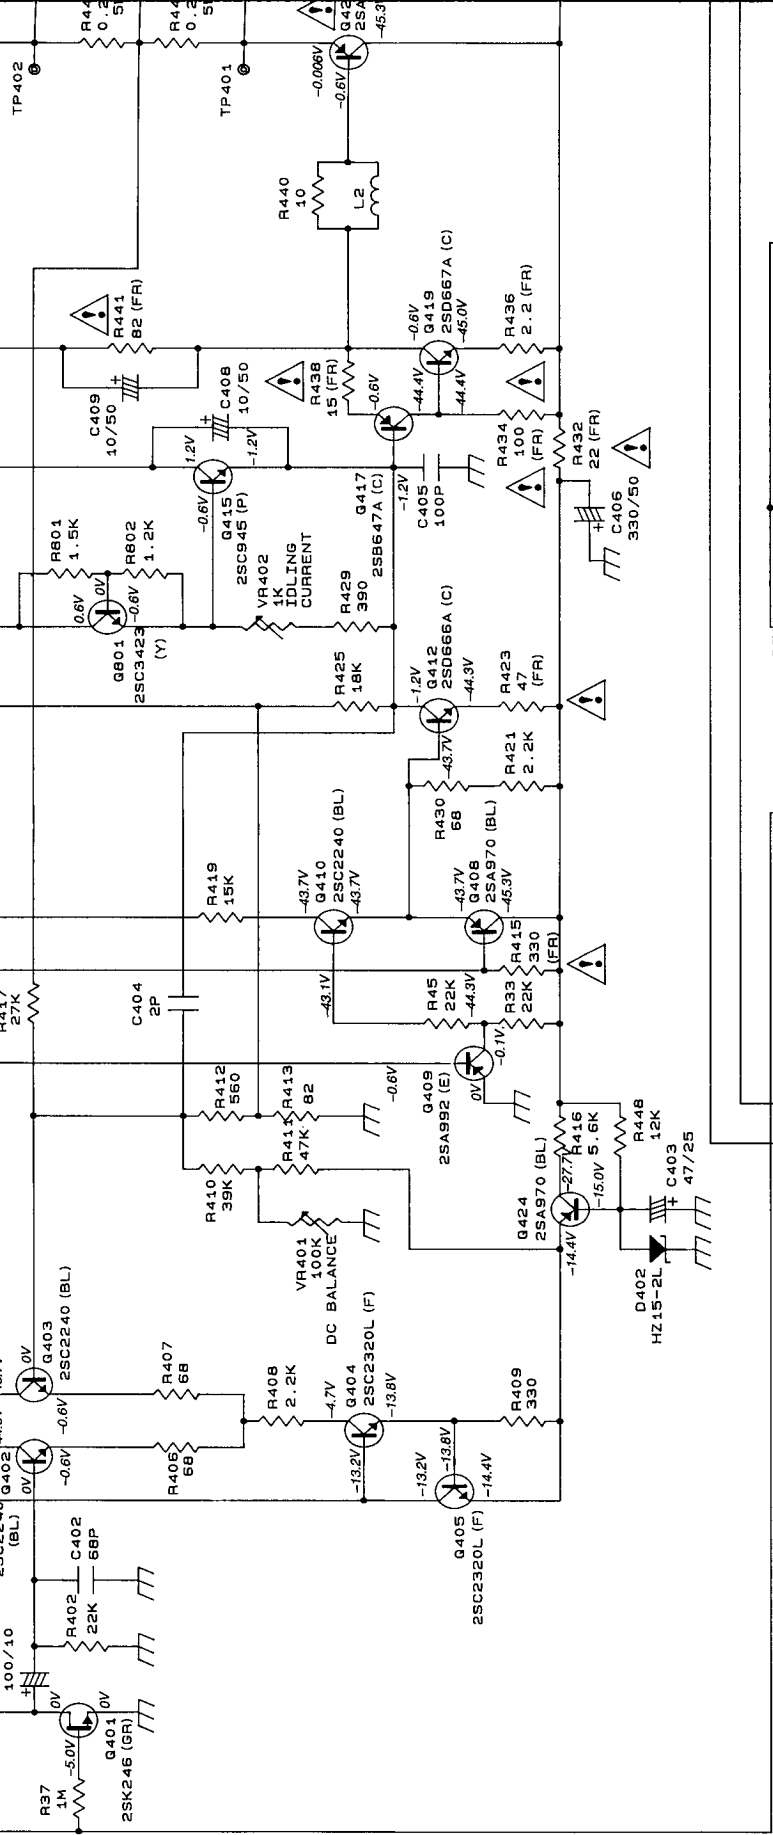 TP402
TP401
-45.3V
-0.006V
-0.6V
R440
10
L2
R441
82 (FR)
C409
10/50
C408
10/50
R438
15 (FR)
-0.6V
Q419
2SD667A (C)
-45.0V
-44.4V
-44.4V
-0.6V
R436
2.2 (FR)
R434
100
(FR)
R432
22 (FR)
1.2V
-1.2V
-0.6V
Q415
2SC945 (P)
Q417
2SB647A (C)
-1.2V
C405
100P
C406
330/50
R801
1.5K
R802
1.2K
0.6V
0V
-0.6V
Q801
2SC3423
(Y)
VR402
1K
IDLING
CURRENT
R429
390
R425
18K
-1.2V
Q412
2SD666A (C)
-44.3V
-43.7V
R423
47
(FR)
R421
2.2K
R430
68
R419
15K
-43.7V
Q410
2SC2240 (BL)
-43.7V
-43.7V
Q408
2SA970 (BL)
-45.3V
R415
330
(FR)
-43.1V
R45
22K
-44.3V
R33
22K
R417
27K
C404
2P
-0.6V
-0.1V
0V
Q409
2SA992 (E)
R412
560
R413
82
R411
47K
R410
39K
VR401
100K
DC BALANCE
R416
5.6K
R448
12K
Q424
2SA970 (BL)
-27.7V
-15.0V
-14.4V
C403
47/25
D402
HZ15-2L
0V
Q403
2SC2240 (BL)
-0.6V
R407
68
R408
2.2K
-4.7V
Q404
2SC2320L (F)
-13.8V
-13.2V
R409
330
Q402
0V
-0.6V
(BL)
R406
68
-13.2V
-13.8V
-14.4V
Q405
2SC2320L (F)
C402
68P
R402
22K
100/10
0V
0V
-5.0V
Q401
2SK246 (GR)
R37
1M